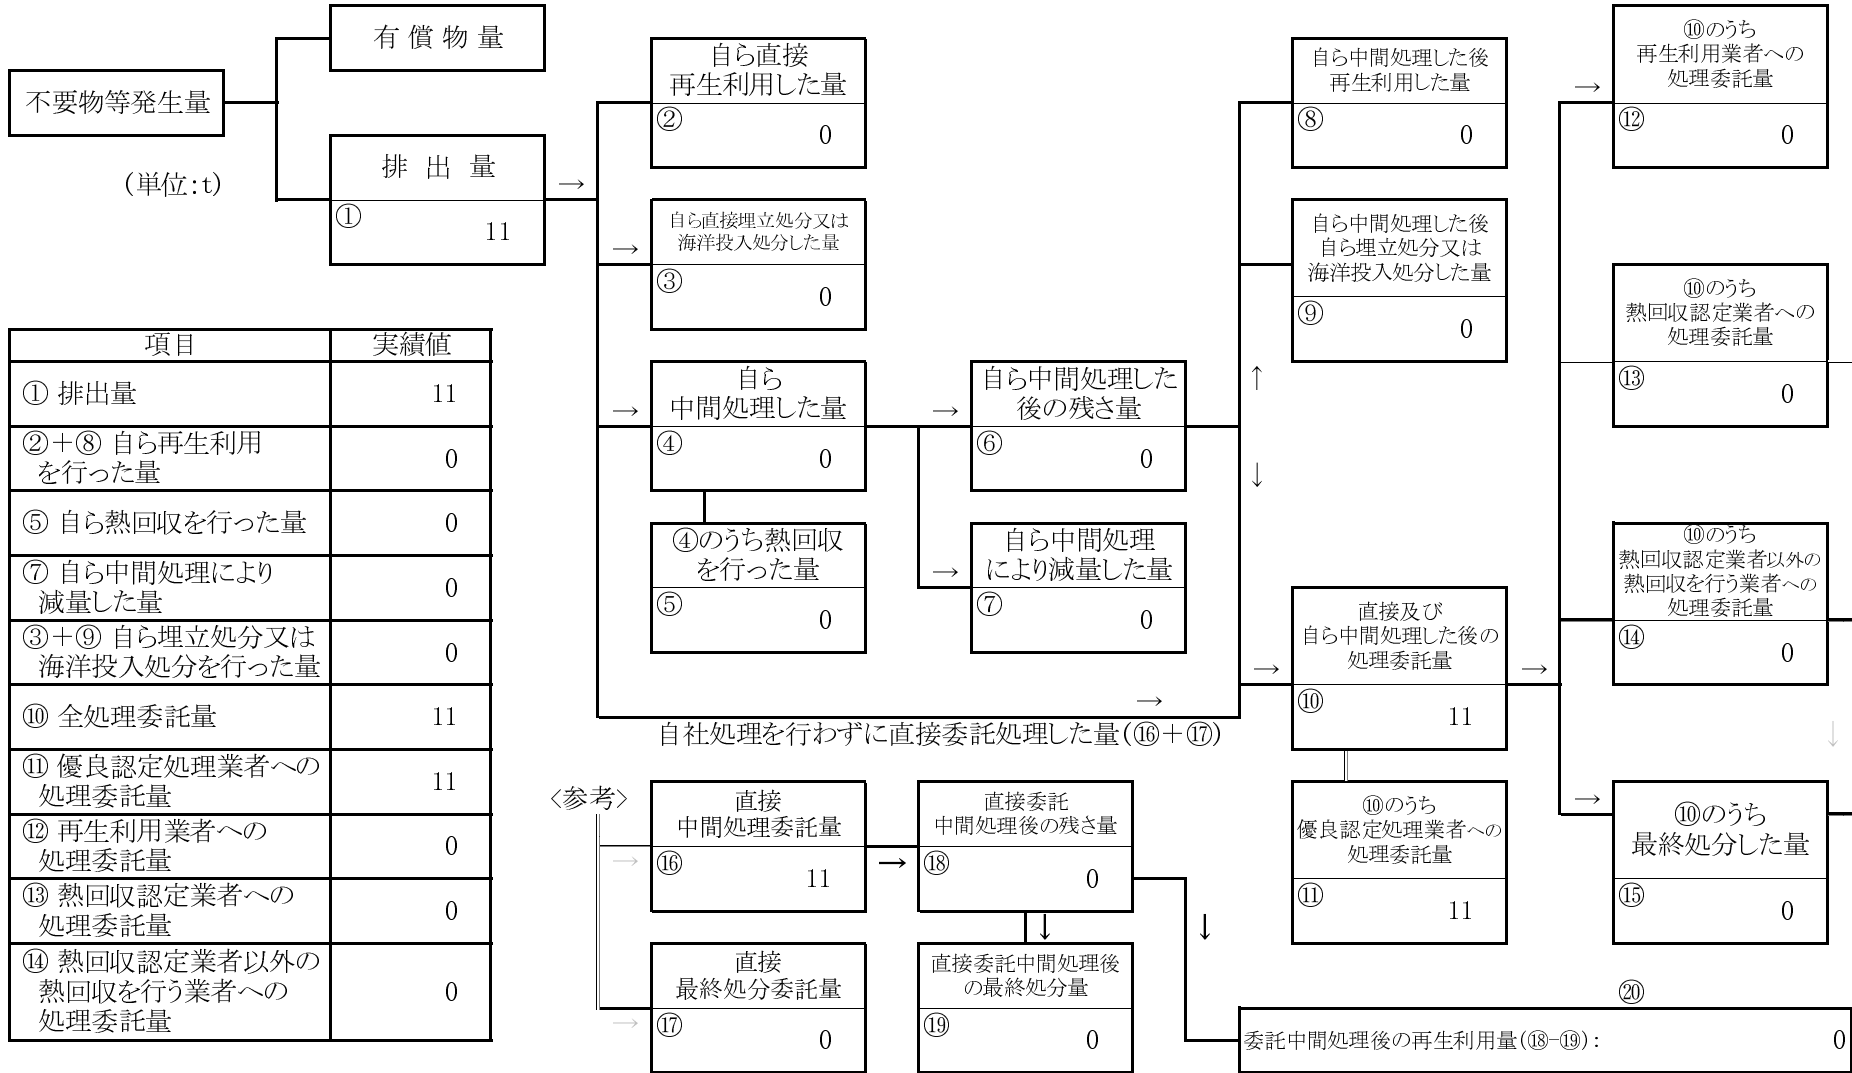 有 償 物 量
不要物等発生量
(単位:t)
排 出 量
→
①
11
自ら直接
再生利用した量
②
0
→
自ら直接埋立処分又は
海洋投入処分した量
③
0
→
自ら
中間処理した量
④
0
④のうち熱回収
を行った量
⑤
0
→
自ら中間処理した
後の残さ量
⑥
0
→
自ら中間処理
により減量した量
⑦
0
自ら中間処理した後
再生利用した量
⑧
0
自ら中間処理した後
自ら埋立処分又は
海洋投入処分した量
⑨
0
↑
↓
→
自社処理を行わずに直接委託処理した量(⑯+⑰)
→
直接及び
自ら中間処理した後の
処理委託量
⑩
11
⑩のうち
優良認定処理業者への
処理委託量
⑪
11
→
→
⑩のうち
再生利用業者への
処理委託量
⑫
0
⑩のうち
熱回収認定業者への
処理委託量
⑬
0
⑩のうち
熱回収認定業者以外の
熱回収を行う業者への
処理委託量
⑭
0
↓
→
⑩のうち
最終処分した量
⑮
0
項目 実績値
① 排出量 11
②+⑧ 自ら再生利用
を行った量 0
⑤ 自ら熱回収を行った量 0
⑦ 自ら中間処理により
減量した量 0
③+⑨ 自ら埋立処分又は
海洋投入処分を行った量 0
⑩ 全処理委託量 11
⑪ 優良認定処理業者への
処理委託量 11
⑫ 再生利用業者への
処理委託量 0
⑬ 熱回収認定業者への
処理委託量 0
⑭ 熱回収認定業者以外の
熱回収を行う業者への
処理委託量 0
<参考>
→
直接
中間処理委託量
⑯
11
→
直接
最終処分委託量
⑰
0
→
直接委託
中間処理後の残さ量
⑱
0
↓
直接委託中間処理後
の最終処分量
⑲
0
↓
⑳
委託中間処理後の再生利用量(⑱-⑲): 0